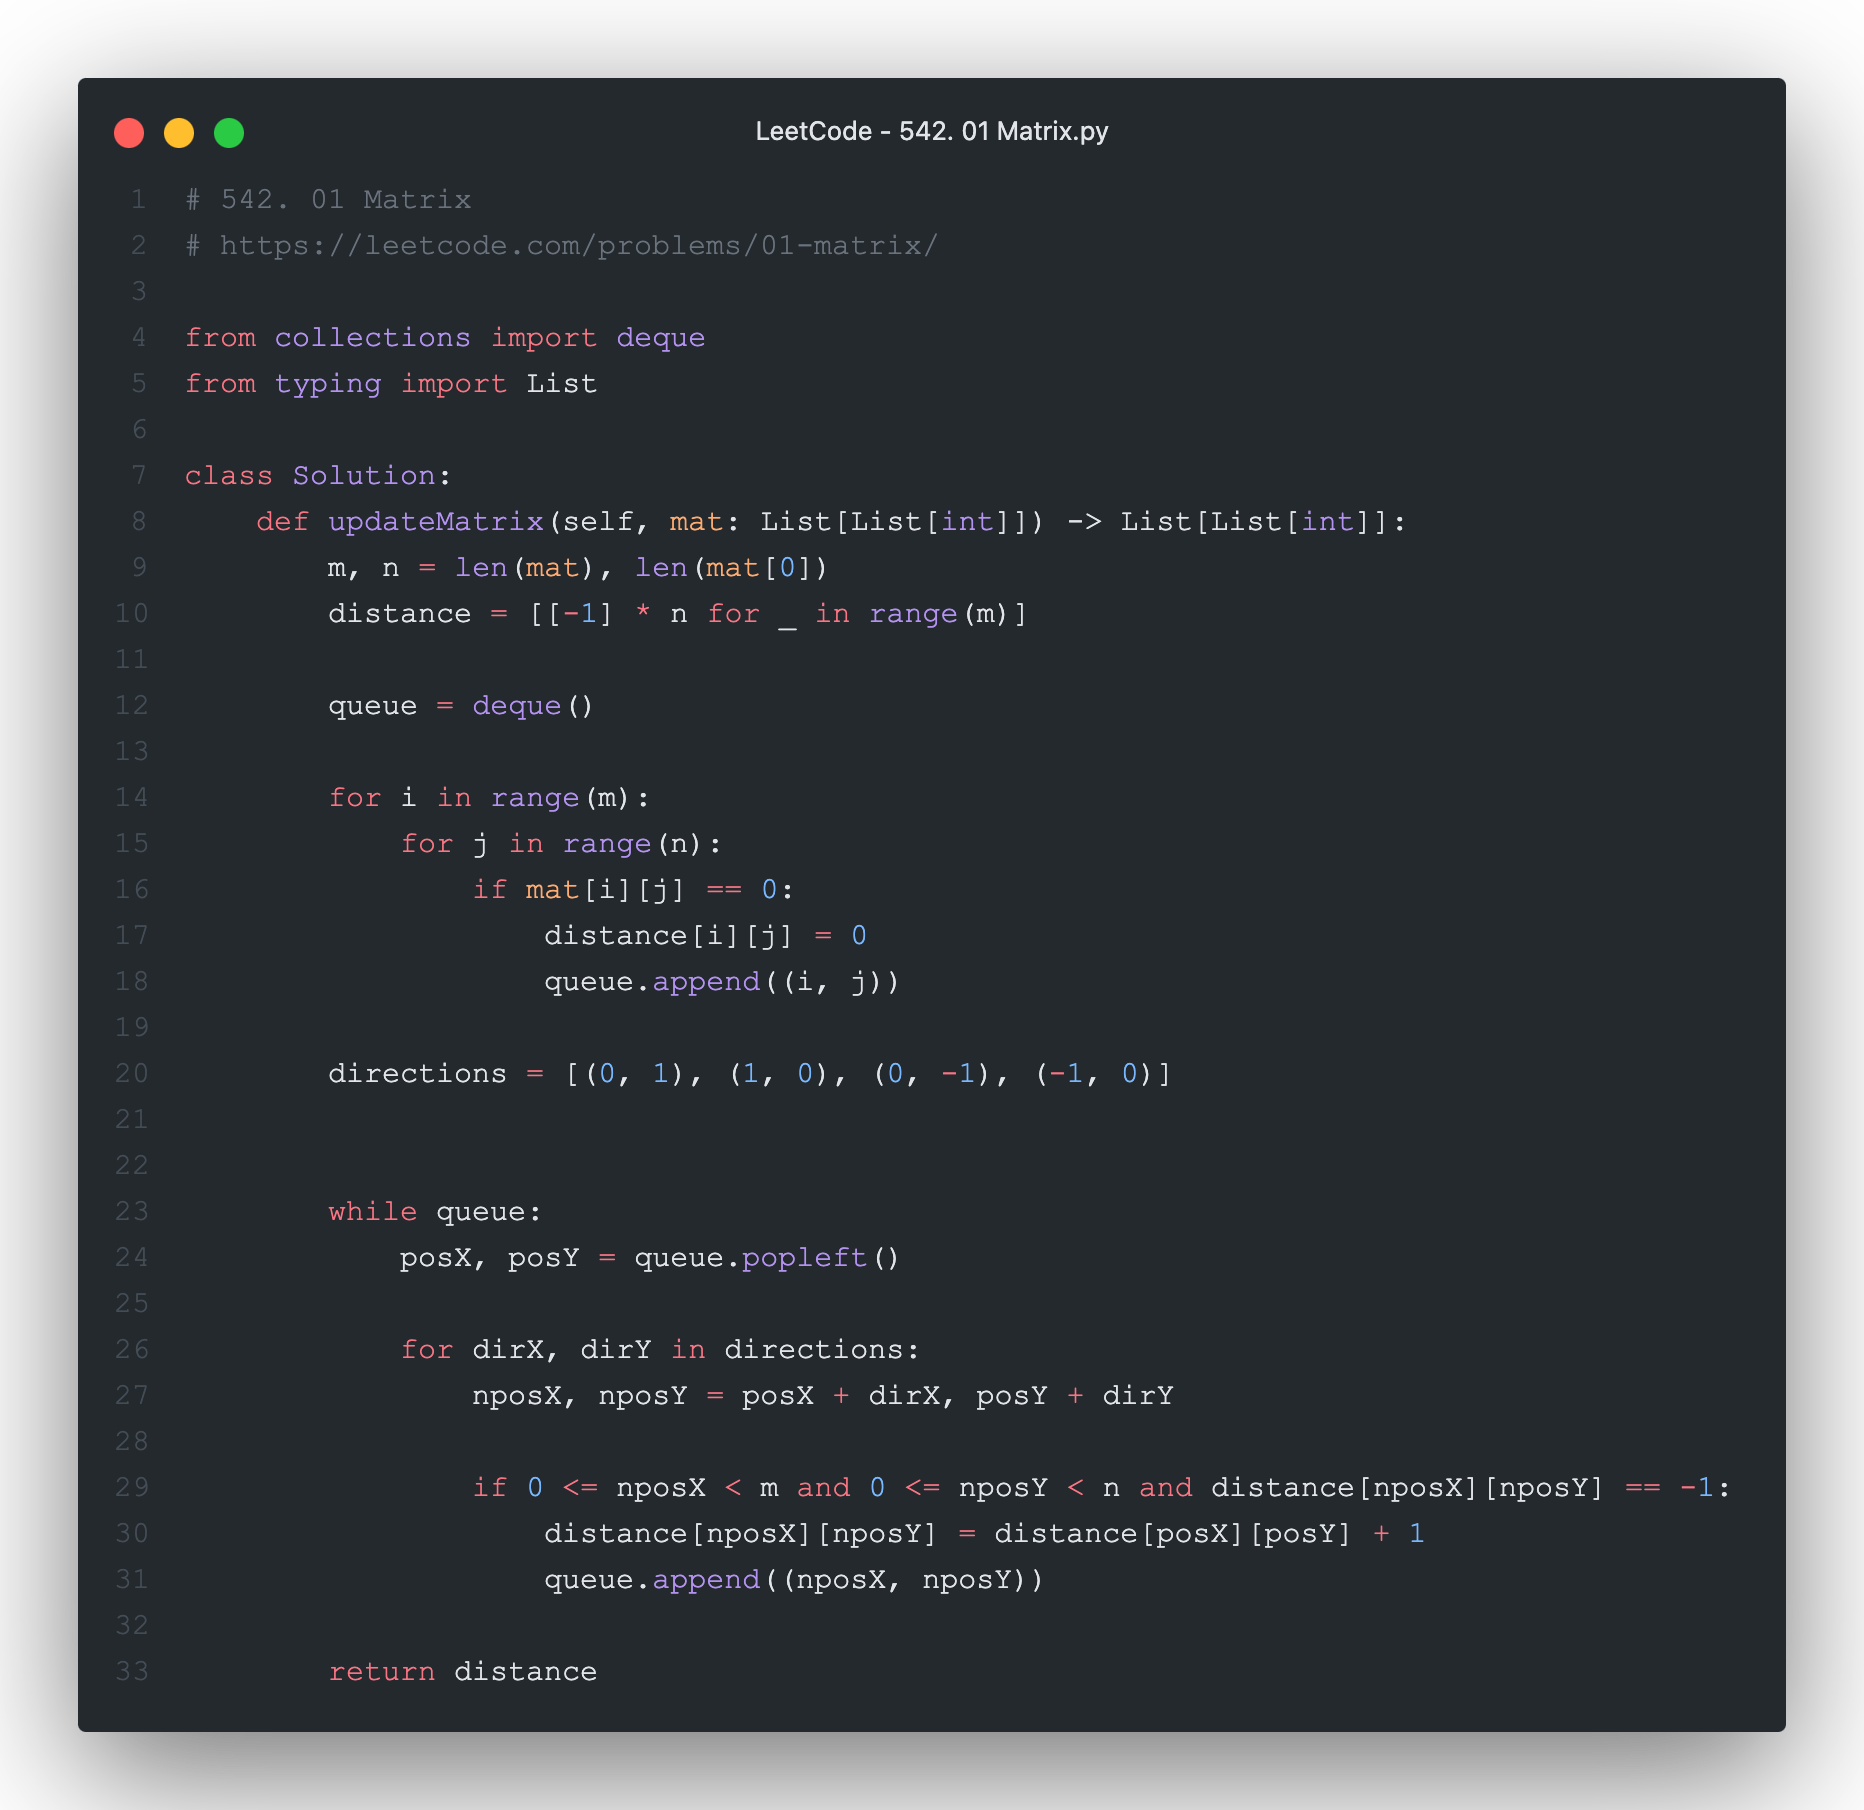 LeetCode - 542. 01 Matrix.py
1 # 542. 01 Matrix
2 # https://leetcode.com/problems/01-matrix/
3
4 from collections import deque
5 from typing import List
6
7 class Solution:
8     def updateMatrix(self, mat: List[List[int]]) -> List[List[int]]:
9         m, n = len(mat), len(mat[0])
10         distance = [[-1] * n for _ in range(m)]
11
12         queue = deque()
13
14         for i in range(m):
15             for j in range(n):
16                 if mat[i][j] == 0:
17                     distance[i][j] = 0
18                     queue.append((i, j))
19
20         directions = [(0, 1), (1, 0), (0, -1), (-1, 0)]
21
22
23         while queue:
24             posX, posY = queue.popleft()
25
26             for dirX, dirY in directions:
27                 nposX, nposY = posX + dirX, posY + dirY
28
29                 if 0 <= nposX < m and 0 <= nposY < n and distance[nposX][nposY] == -1:
30                     distance[nposX][nposY] = distance[posX][posY] + 1
31                     queue.append((nposX, nposY))
32
33         return distance